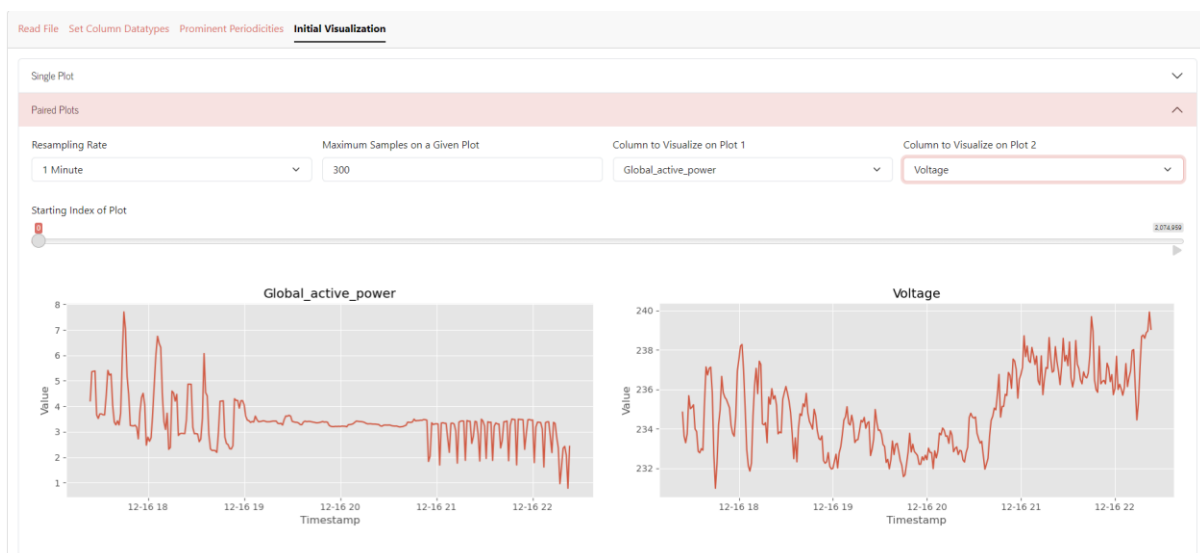 Read File Set Column Datatypes Prominent Periodicities Initial Visualization
Single Plot
Paired Plots
Resampling Rate Maximum Samples on a Given Plot Column to Visualize on Plot 1 Column to Visualize on Plot 2
1 Minute 300 Global_active_power Voltage
Starting Index of Plot
0 2,074,959
Global_active_power
8
7
6
5
4
3
2
1
Value
12-16 18 12-16 19 12-16 20 12-16 21 12-16 22
Timestamp
Voltage
240
238
236
234
232
Value
12-16 18 12-16 19 12-16 20 12-16 21 12-16 22
Timestamp